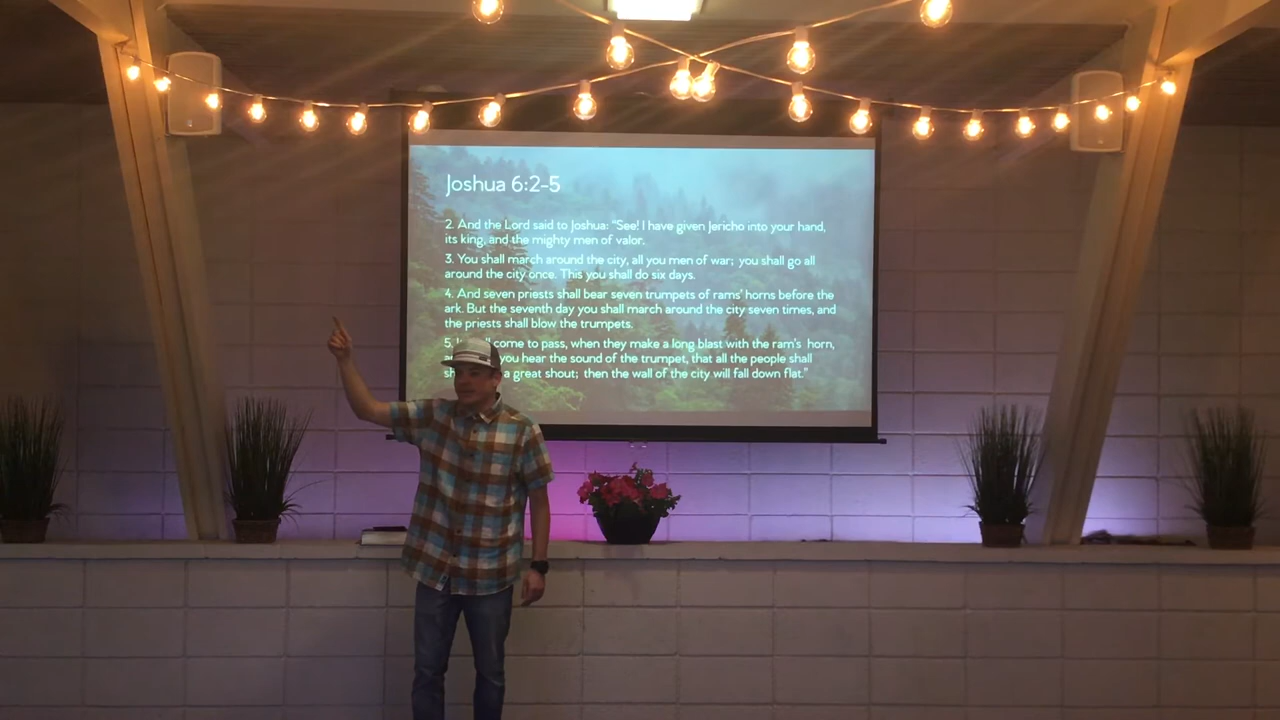 Joshua 6:2-5
2. And the Lord said to Joshua: "See! I have given Jericho into your hand,
its king, and the mighty men of valor.
3. You shall march around the city, all you men of war; you shall go all
around the city once. This you shall do six days.
4. And seven priests shall bear seven trumpets of rams' horns before the
ark. But the seventh day you shall march around the city seven times, and
the priests shall blow the trumpets.
5. come to pass, when they make a long blast with the ram's horn,
you hear the sound of the trumpet, that all the people shall
a great shout; then the wall of the city will fall down flat."